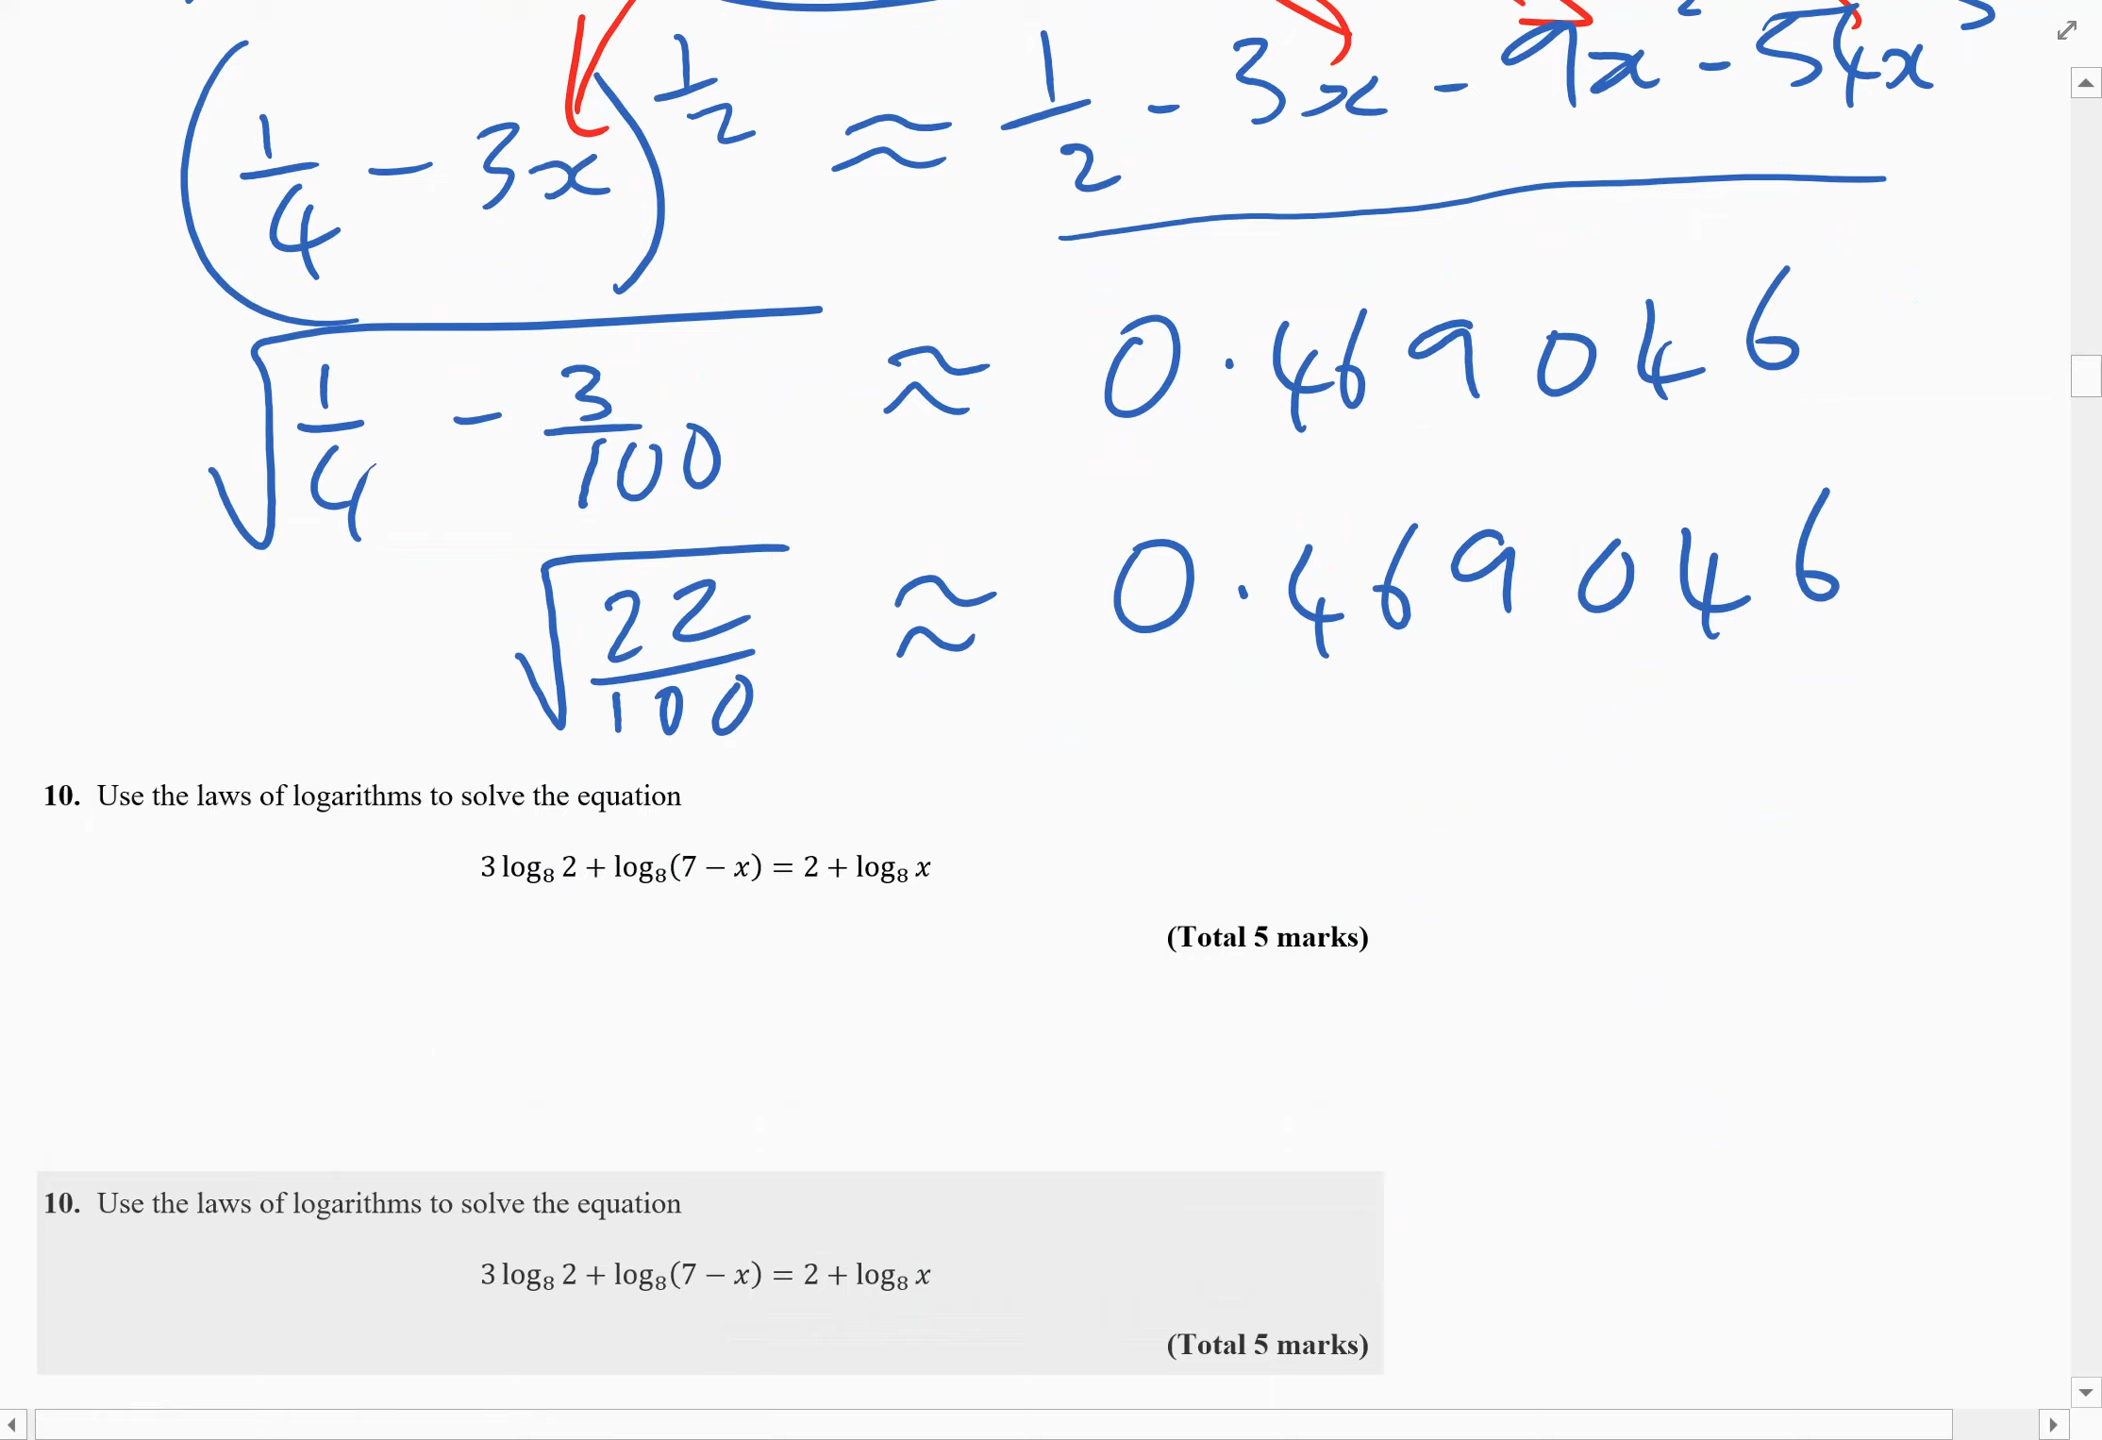 (1/4 - 3x)^1/2 ≈ 1/2 - 3x - 9x² - 54x³
√(1/4 - 3/100) ≈ 0.469046
√(22/100) ≈ 0.469046
10. Use the laws of logarithms to solve the equation
3 log₈ 2 + log₈(7 − x) = 2 + log₈ x
(Total 5 marks)
10. Use the laws of logarithms to solve the equation
3 log₈ 2 + log₈(7 − x) = 2 + log₈ x
(Total 5 marks)